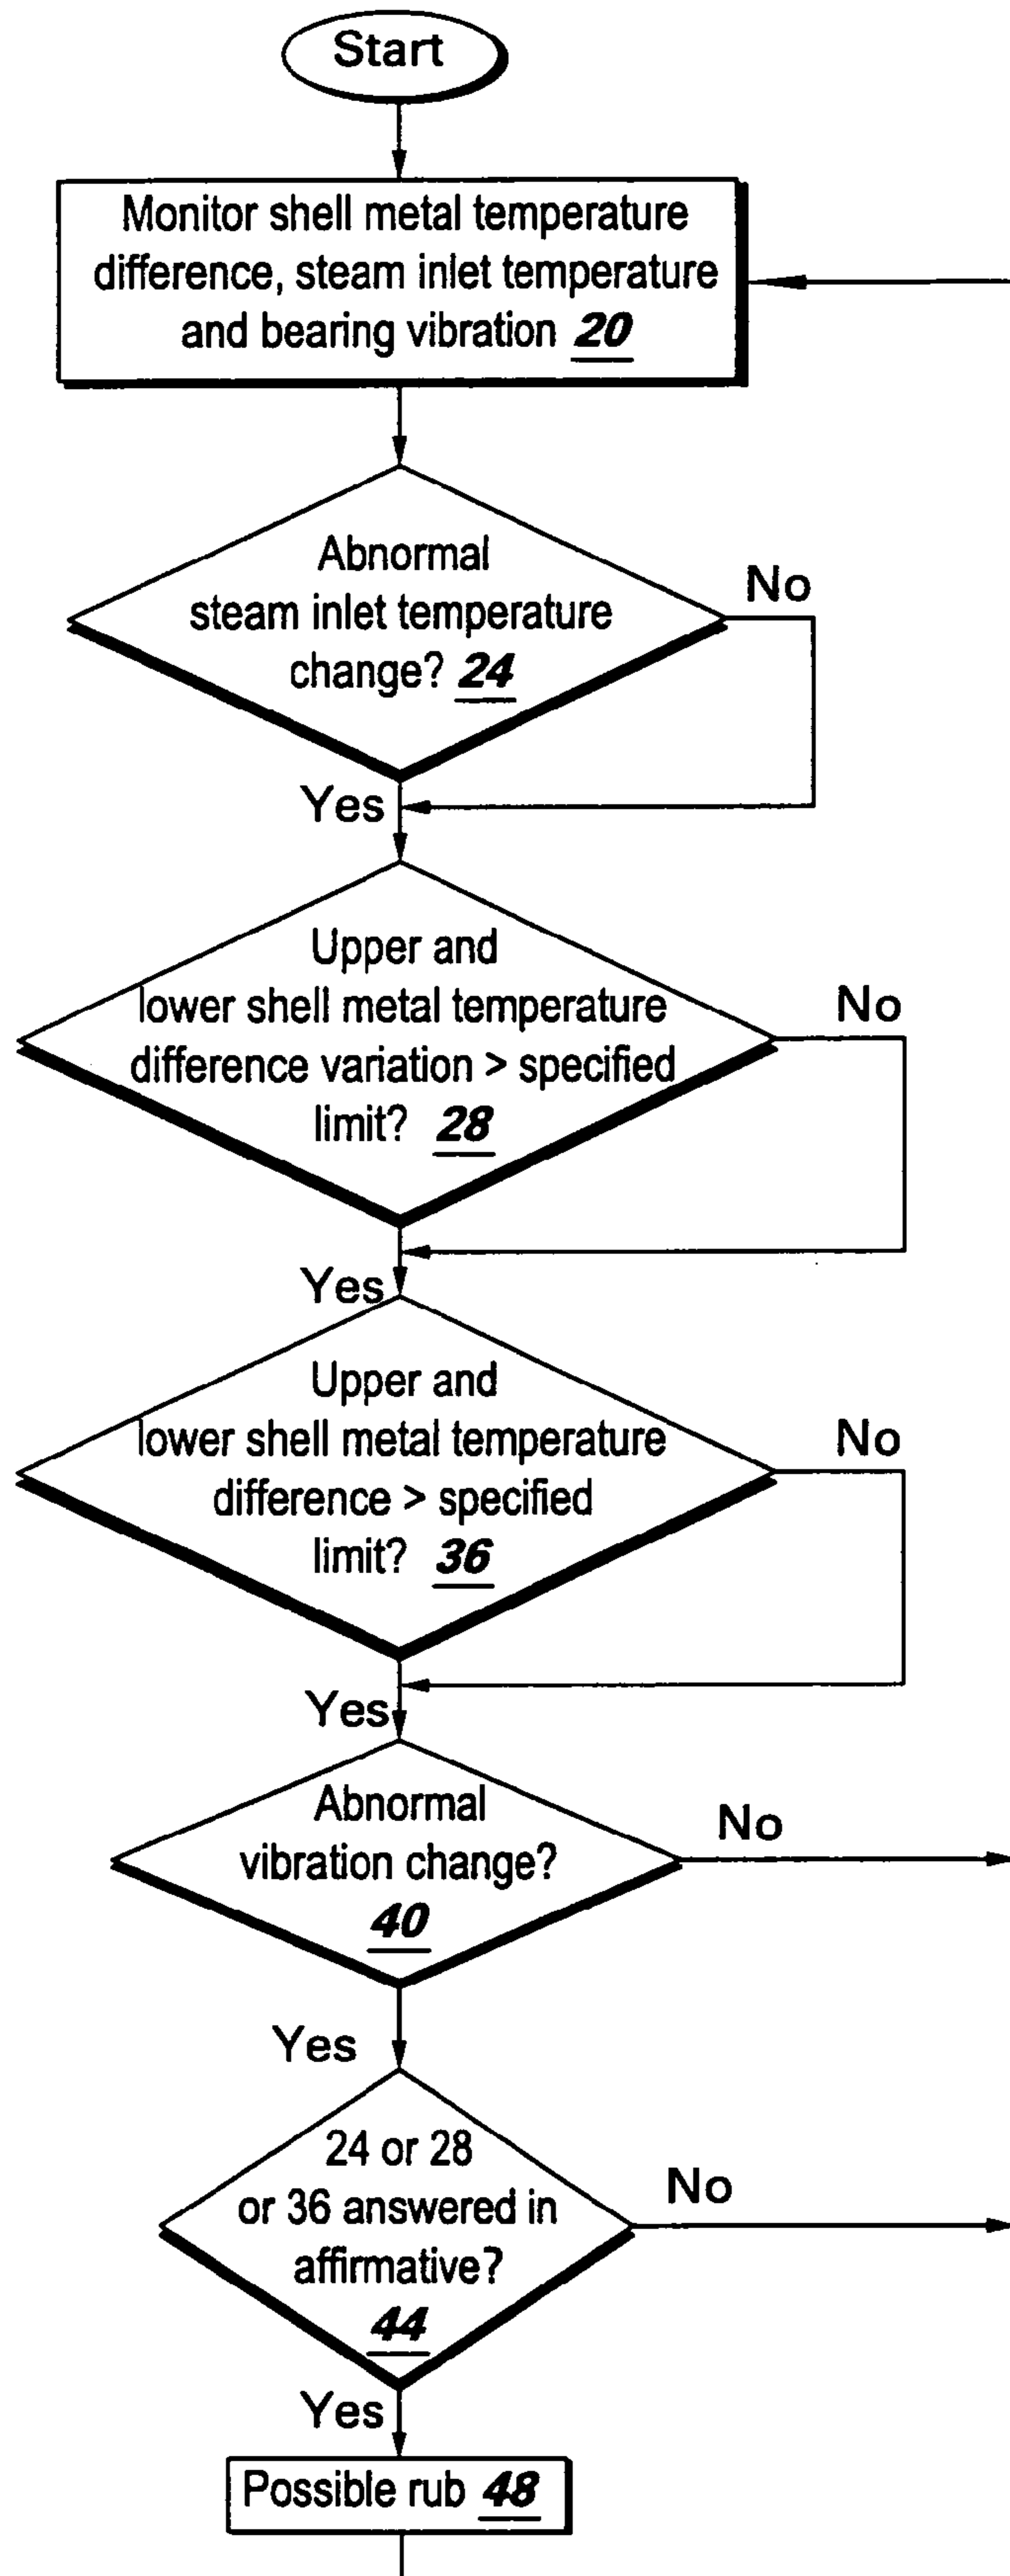 Start
Monitor shell metal temperature
difference, steam inlet temperature
and bearing vibration 20
Abnormal
steam inlet temperature
change? 24
No
Yes
Upper and
lower shell metal temperature
difference variation > specified
limit? 28
No
Yes
Upper and
lower shell metal temperature
difference > specified
limit? 36
No
Yes
Abnormal
vibration change?
40
No
Yes
24 or 28
or 36 answered in
affirmative?
44
No
Yes
Possible rub 48